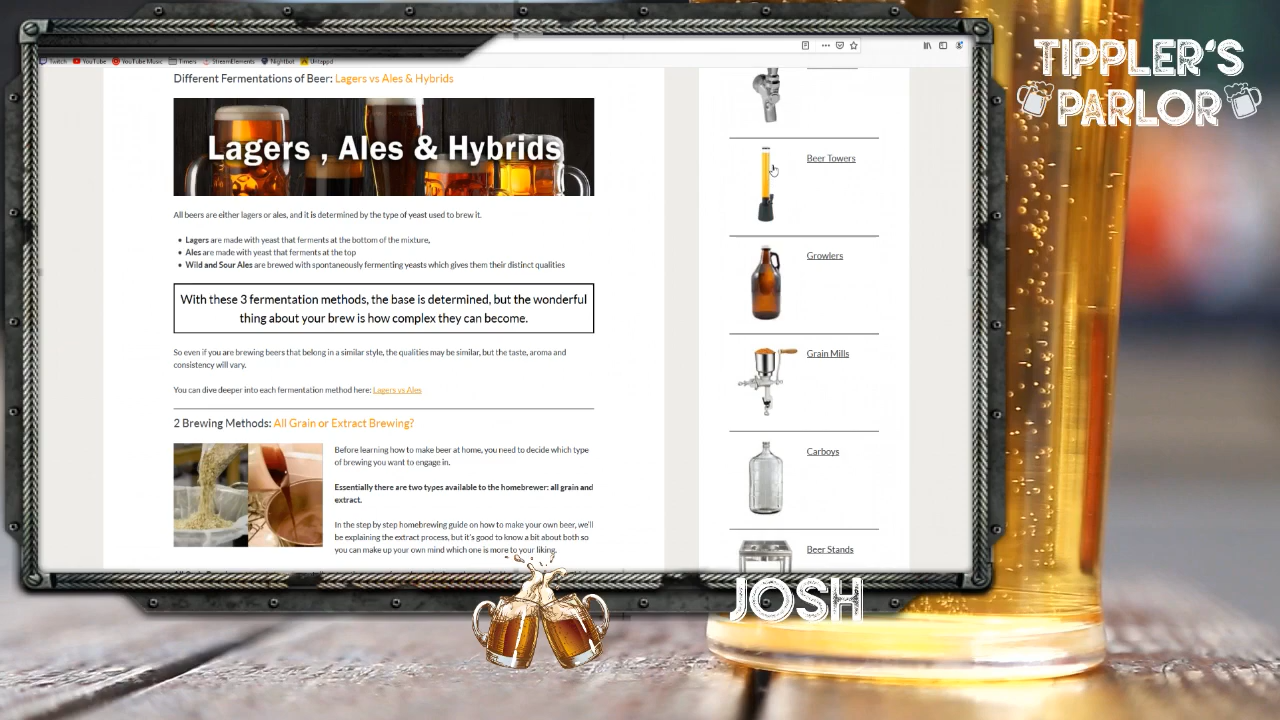 TIPPLER'S
PARLOR
Twitch YouTube YouTube Music Timers StreamElements Nightbot Untappd
Different Fermentations of Beer: Lagers vs Ales & Hybrids
Lagers , Ales & Hybrids
All beers are either lagers or ales, and it is determined by the type of yeast used to brew it.
Lagers are made with yeast that ferments at the bottom of the mixture,
Ales are made with yeast that ferments at the top
Wild and Sour Ales are brewed with spontaneously fermenting yeasts which gives them their distinct qualities
With these 3 fermentation methods, the base is determined, but the wonderful
thing about your brew is how complex they can become.
So even if you are brewing beers that belong in a similar style, the qualities may be similar, but the taste, aroma and
consistency will vary.
You can dive deeper into each fermentation method here: Lagers vs Ales
2 Brewing Methods: All Grain or Extract Brewing?
Before learning how to make beer at home, you need to decide which type
of brewing you want to engage in.
Essentially there are two types available to the homebrewer: all grain and
extract.
In the step by step homebrewing guide on how to make your own beer, we'll
be explaining the extract process, but it's good to know a bit about both so
you can make up your own mind which one is more to your liking.
Beer Towers
Growlers
Grain Mills
Carboys
Beer Stands
JOSH